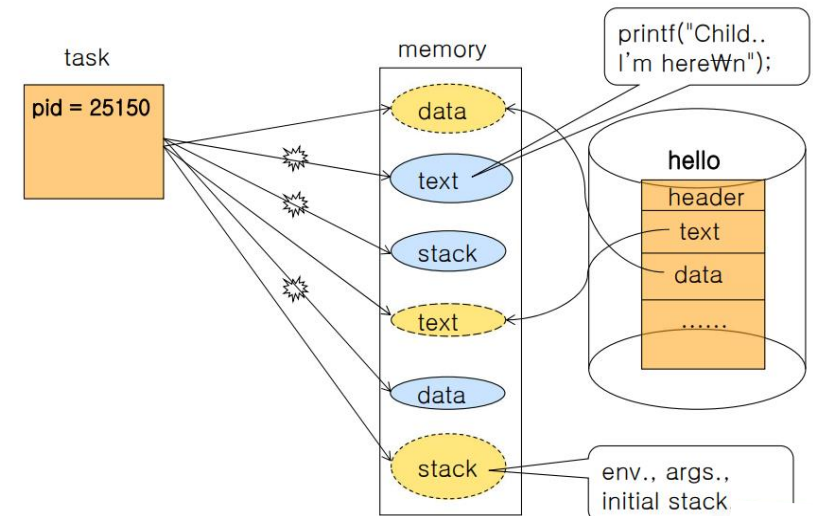 task
pid = 25150
memory
data
text
stack
text
data
stack
printf("Child..
I'm here₩n");
hello
header
text
data
......
env., args.,
initial stack